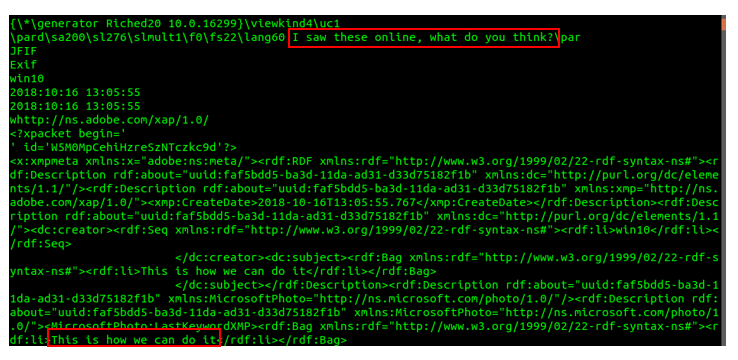 {\*\generator Riched20 10.0.16299}\viewkind4\uc1
\pard\sa200\sl276\slmult1\f0\fs22\lang60 I saw these online, what do you think?\par
JFIF
Exif
win10
2018:10:16 13:05:55
2018:10:16 13:05:55
whttp://ns.adobe.com/xap/1.0/
<?xpacket begin='
' id='W5M0MpCehiHzreSzNTczkc9d'?>
<x:xmpmeta xmlns:x="adobe:ns:meta/"><rdf:RDF xmlns:rdf="http://www.w3.org/1999/02/22-rdf-syntax-ns#"><r
df:Description rdf:about="uuid:faf5bdd5-ba3d-11da-ad31-d33d75182f1b" xmlns:dc="http://purl.org/dc/eleme
nts/1.1/"/><rdf:Description rdf:about="uuid:faf5bdd5-ba3d-11da-ad31-d33d75182f1b" xmlns:xmp="http://ns.
adobe.com/xap/1.0/"><xmp:CreateDate>2018-10-16T13:05:55.767</xmp:CreateDate></rdf:Description><rdf:Desc
ription rdf:about="uuid:faf5bdd5-ba3d-11da-ad31-d33d75182f1b" xmlns:dc="http://purl.org/dc/elements/1.1
/"><dc:creator><rdf:Seq xmlns:rdf="http://www.w3.org/1999/02/22-rdf-syntax-ns#"><rdf:li>win10</rdf:li><
/rdf:Seq>
</dc:creator><dc:subject><rdf:Bag xmlns:rdf="http://www.w3.org/1999/02/22-rdf-s
yntax-ns#"><rdf:li>This is how we can do it</rdf:li></rdf:Bag>
</dc:subject></rdf:Description><rdf:Description rdf:about="uuid:faf5bdd5-ba3d-1
1da-ad31-d33d75182f1b" xmlns:MicrosoftPhoto="http://ns.microsoft.com/photo/1.0/"/><rdf:Description rdf:
about="uuid:faf5bdd5-ba3d-11da-ad31-d33d75182f1b" xmlns:MicrosoftPhoto="http://ns.microsoft.com/photo/1
.0/"><MicrosoftPhoto:LastKeywordXMP><rdf:Bag xmlns:rdf="http://www.w3.org/1999/02/22-rdf-syntax-ns#"><r
df:li>This is how we can do it</rdf:li></rdf:Bag>